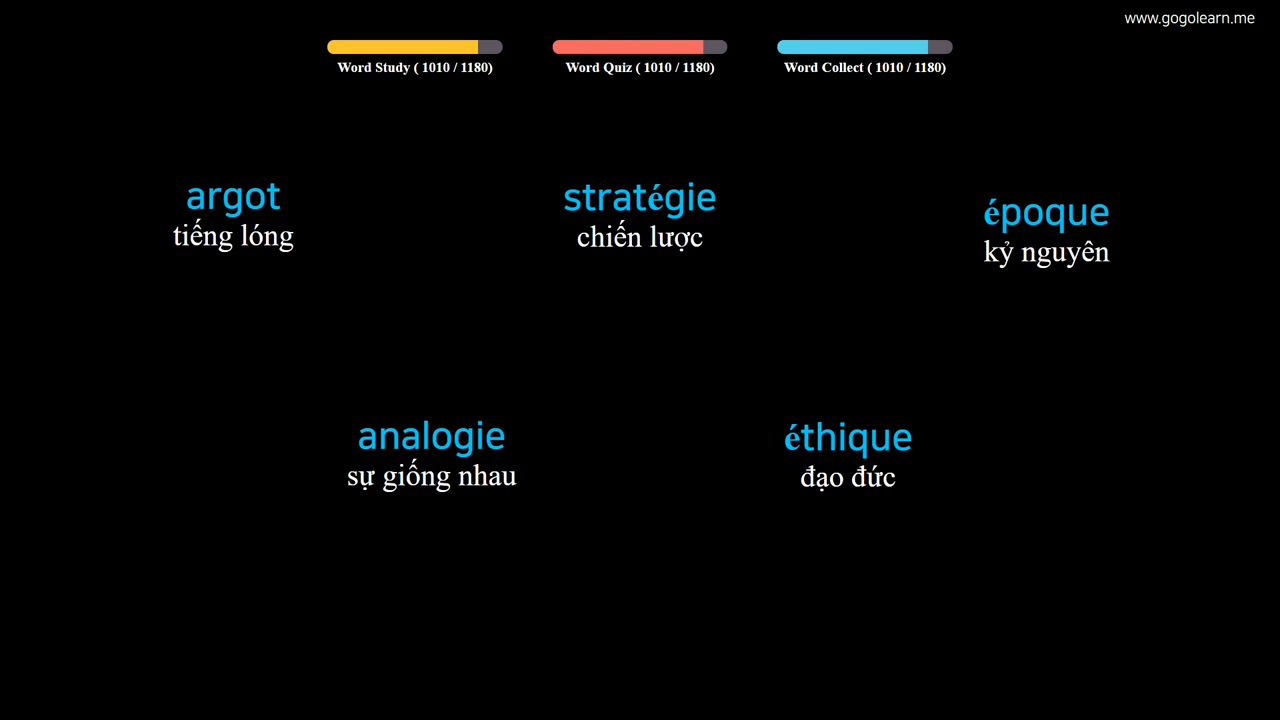 www.gogolearn.me
Word Study ( 1010 / 1180)
Word Quiz ( 1010 / 1180)
Word Collect ( 1010 / 1180)
argot
tiếng lóng
stratégie
chiến lược
époque
kỷ nguyên
analogie
sự giống nhau
éthique
đạo đức